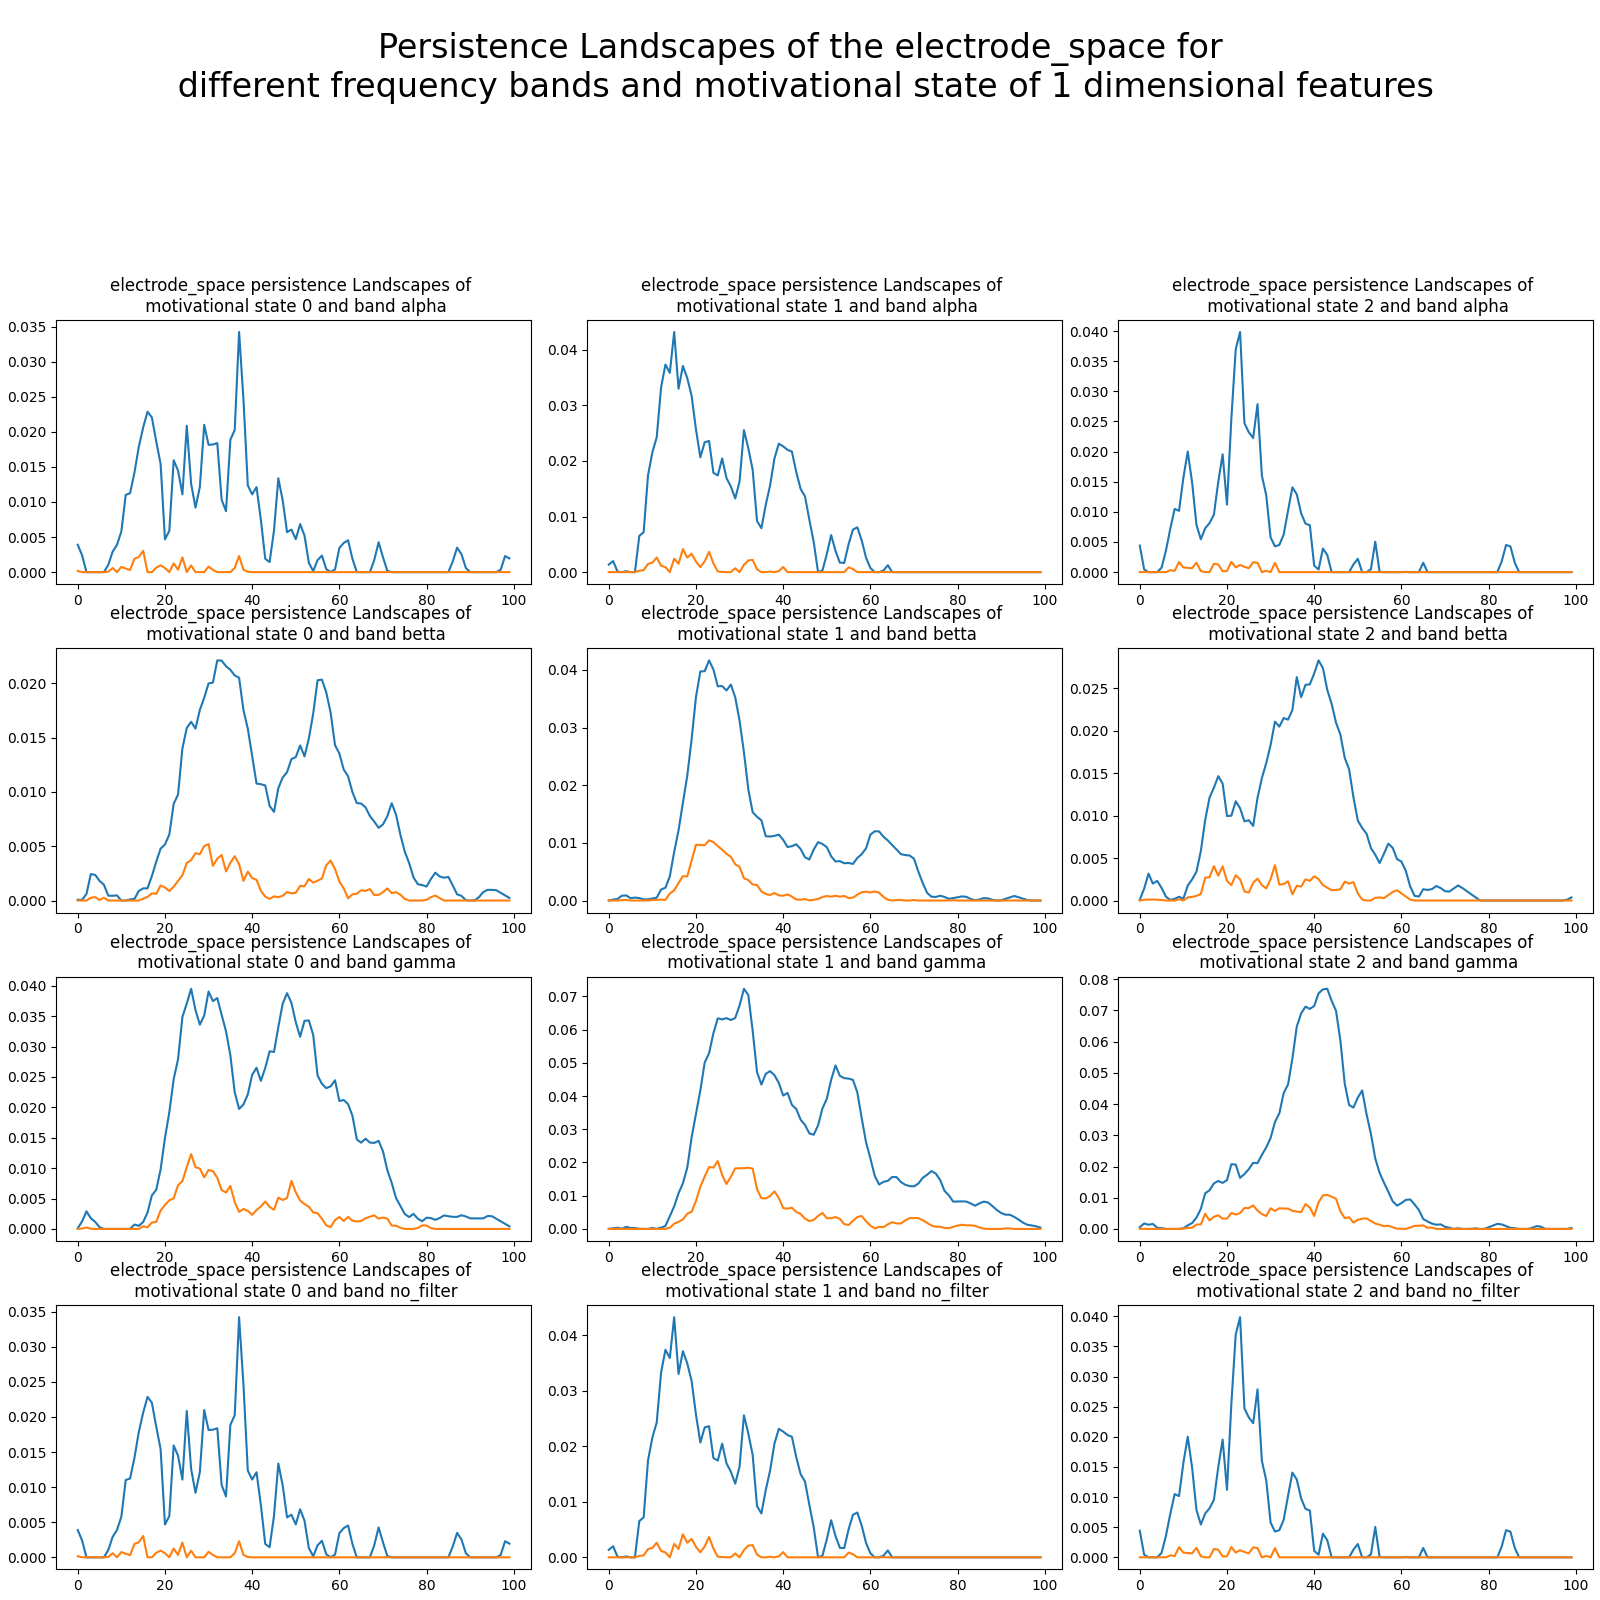 Persistence Landscapes of the electrode_space for
different frequency bands and motivational state of 1 dimensional features
electrode_space persistence Landscapes of
motivational state 0 and band alpha
0.035
0.030
0.025
0.020
0.015
0.010
0.005
0.000
0 20 40 60 80 100
electrode_space persistence Landscapes of
motivational state 1 and band alpha
0.04
0.03
0.02
0.01
0.00
0 20 40 60 80 100
electrode_space persistence Landscapes of
motivational state 2 and band alpha
0.040
0.035
0.030
0.025
0.020
0.015
0.010
0.005
0.000
0 20 40 60 80 100
electrode_space persistence Landscapes of
motivational state 0 and band betta
0.020
0.015
0.010
0.005
0.000
0 20 40 60 80 100
electrode_space persistence Landscapes of
motivational state 1 and band betta
0.04
0.03
0.02
0.01
0.00
0 20 40 60 80 100
electrode_space persistence Landscapes of
motivational state 2 and band betta
0.025
0.020
0.015
0.010
0.005
0.000
0 20 40 60 80 100
electrode_space persistence Landscapes of
motivational state 0 and band gamma
0.040
0.035
0.030
0.025
0.020
0.015
0.010
0.005
0.000
0 20 40 60 80 100
electrode_space persistence Landscapes of
motivational state 1 and band gamma
0.07
0.06
0.05
0.04
0.03
0.02
0.01
0.00
0 20 40 60 80 100
electrode_space persistence Landscapes of
motivational state 2 and band gamma
0.08
0.07
0.06
0.05
0.04
0.03
0.02
0.01
0.00
0 20 40 60 80 100
electrode_space persistence Landscapes of
motivational state 0 and band no_filter
0.035
0.030
0.025
0.020
0.015
0.010
0.005
0.000
0 20 40 60 80 100
electrode_space persistence Landscapes of
motivational state 1 and band no_filter
0.04
0.03
0.02
0.01
0.00
0 20 40 60 80 100
electrode_space persistence Landscapes of
motivational state 2 and band no_filter
0.040
0.035
0.030
0.025
0.020
0.015
0.010
0.005
0.000
0 20 40 60 80 100